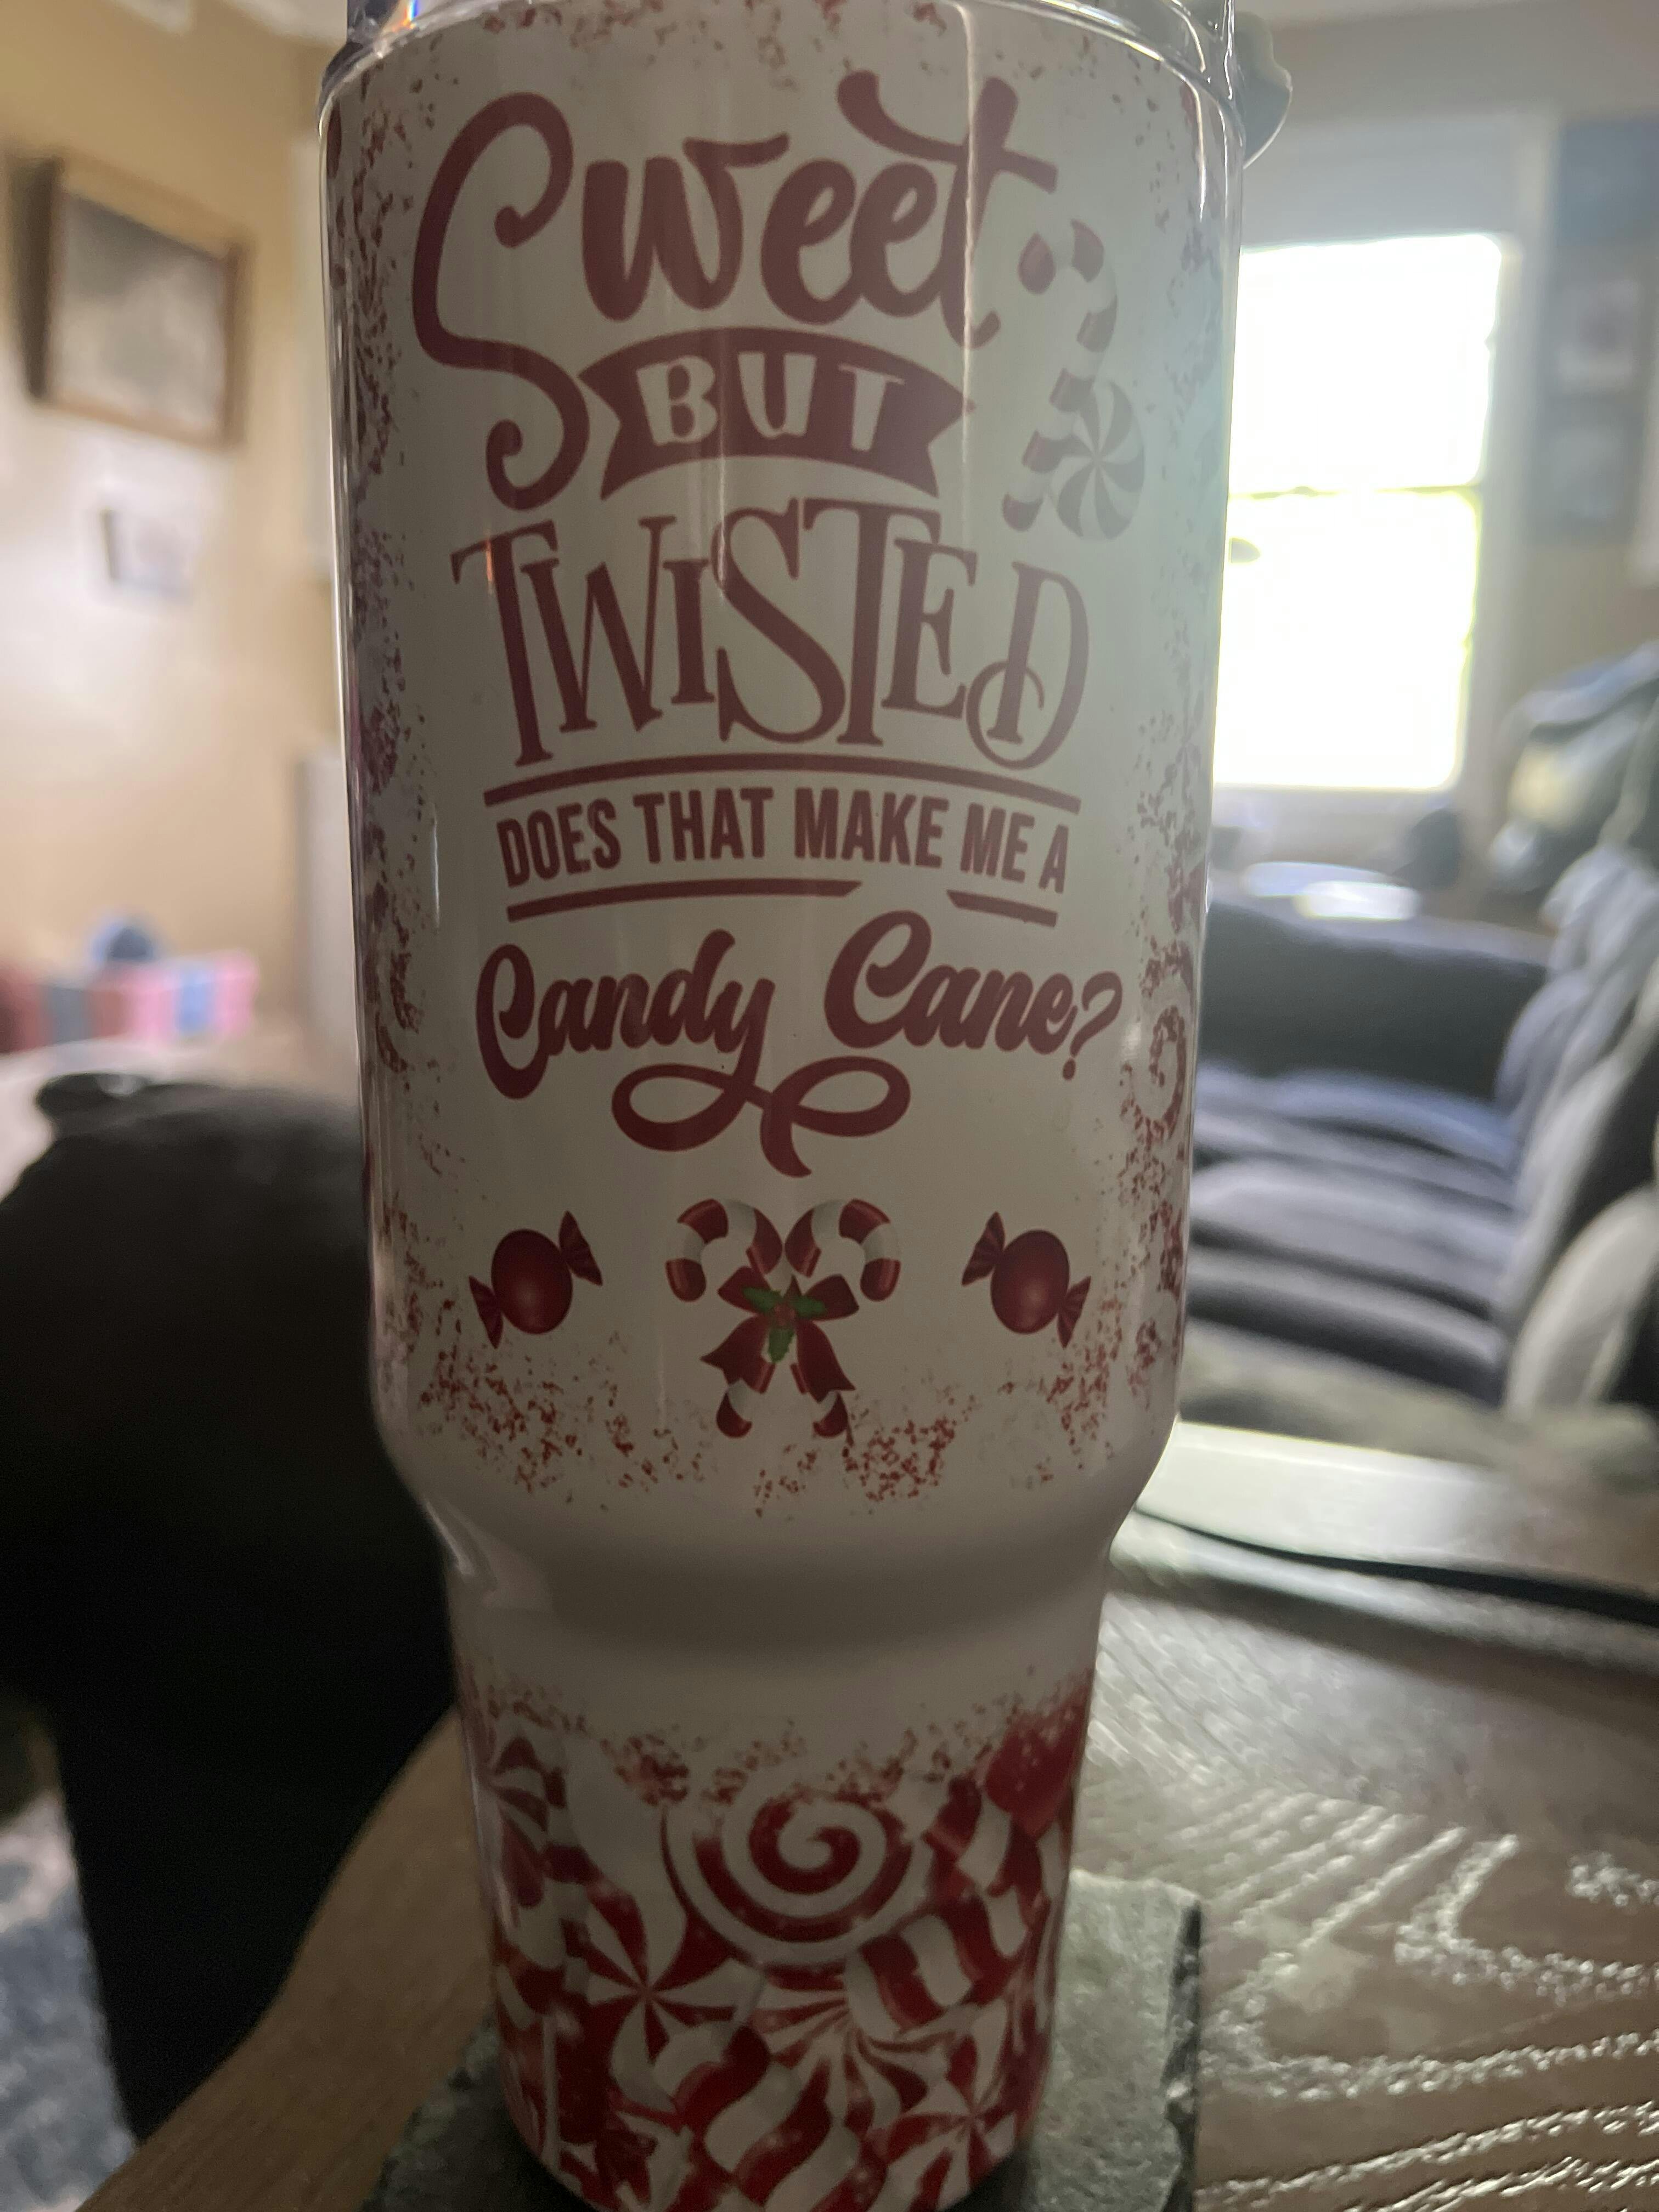 Sweet
BUT
TWISTED
DOES THAT MAKE ME A
Candy Cane?